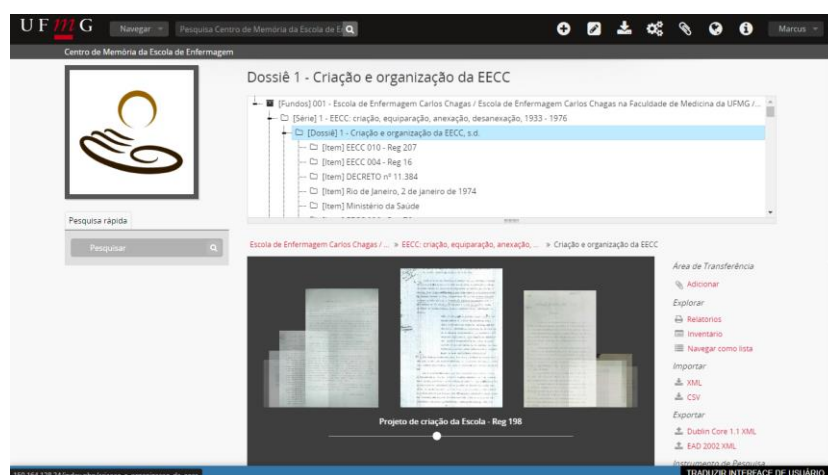 UFmG
Navegar
Pesquisa Centro de Memória da Escola de E
Marcus
Centro de Memória da Escola de Enfermagem
Dossiê 1 - Criação e organização da EECC
[Fundos] 001 - Escola de Enfermagem Carlos Chagas / Escola de Enfermagem Carlos Chagas na Faculdade de Medicina da UFMG /...
[Série] 1 - EECC: criação, equiparação, anexação, desanexação, 1933 - 1976
[Dossiê] 1 - Criação e organização da EECC, s.d.
[Item] EECC 010 - Reg 207
[Item] EECC 004 - Reg 16
[Item] DECRETO nº 11.384
[Item] Rio de Janeiro, 2 de janeiro de 1974
[Item] Ministério da Saúde
Pesquisa rápida
Pesquisar
Escola de Enfermagem Carlos Chagas / ... » EECC: criação, equiparação, anexação, ... » Criação e organização da EECC
Projeto de criação da Escola - Reg 198
Área de Transferência
Adicionar
Explorar
Relatórios
Inventário
Navegar como lista
Importar
XML
CSV
Exportar
Dublin Core 1.1 XML
EAD 2002 XML
Instrumento de Pesquisa
TRADUZIR INTERFACE DE USUÁRIO